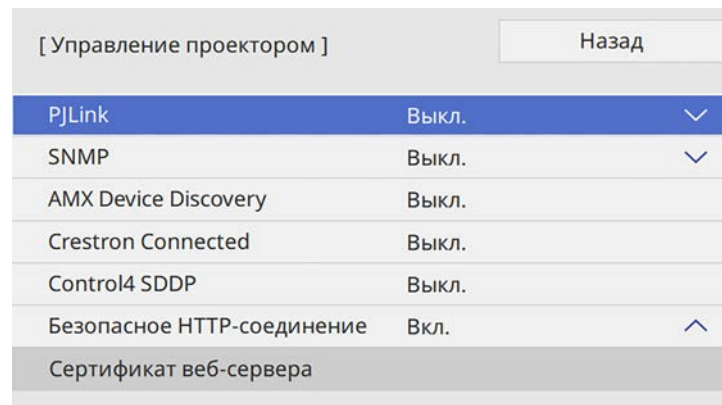 [ Управление проектором ] Назад
PJLink Выкл.
SNMP Выкл.
AMX Device Discovery Выкл.
Crestron Connected Выкл.
Control4 SDDP Выкл.
Безопасное HTTP-соединение Вкл.
Сертификат веб-сервера